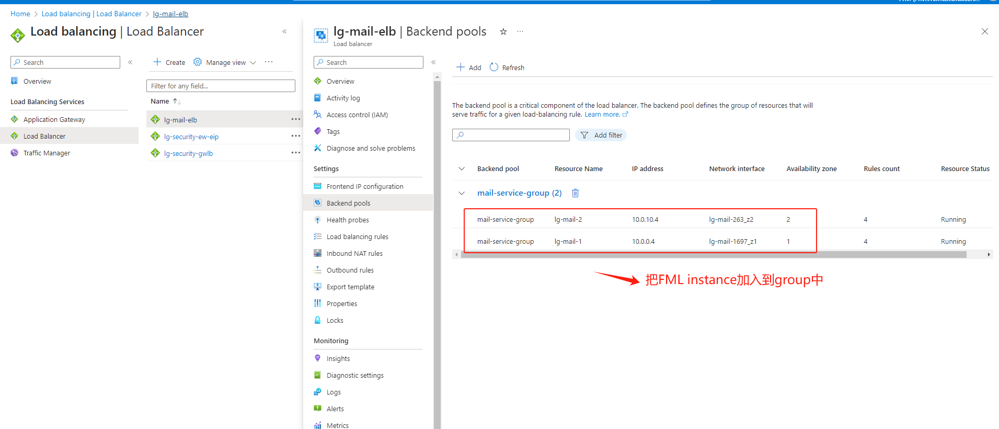 Home > Load balancing | Load Balancer > lg-mail-elb
Load balancing | Load Balancer
«
Search
«
Overview
Load Balancing Services
Application Gateway
Load Balancer
Traffic Manager
+ Create Manage view ···
Filter for any field...
Name ↑↓
lg-mail-elb ···
lg-security-ew-eip ···
lg-security-gwlb ···
lg-mail-elb | Backend pools ···
Load balancer
Search
«
Overview
Activity log
Access control (IAM)
Tags
Diagnose and solve problems
Settings
Frontend IP configuration
Backend pools
Health probes
Load balancing rules
Inbound NAT rules
Outbound rules
Export template
Properties
Locks
Monitoring
Insights
Diagnostic settings
Logs
Alerts
Metrics
+ Add Refresh
The backend pool is a critical component of the load balancer. The backend pool defines the group of resources that will
serve traffic for a given load-balancing rule. Learn more.
Add filter
Backend pool Resource Name IP address Network interface Availability zone Rules count Resource Status
mail-service-group (2)
mail-service-group lg-mail-2 10.0.10.4 lg-mail-263_z2 2 4 Running
mail-service-group lg-mail-1 10.0.0.4 lg-mail-1697_z1 1 4 Running
把FML instance加入到group中